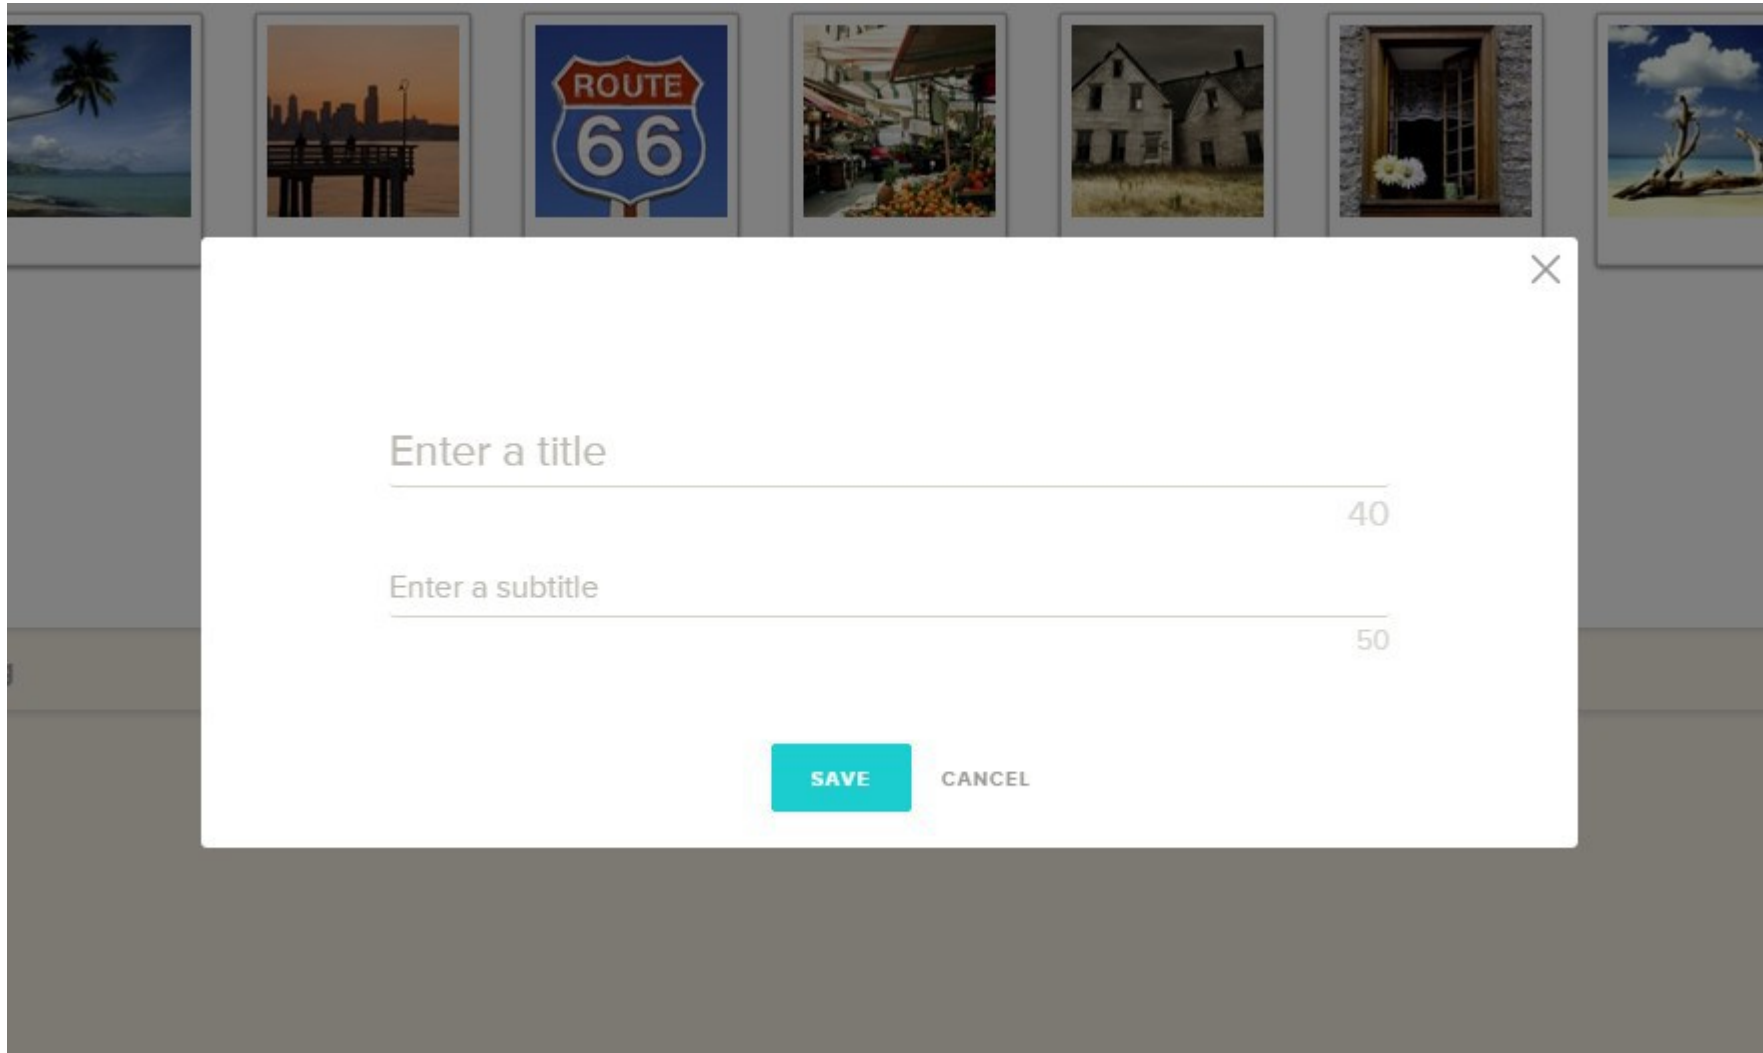 ROUTE
66
Enter a title
40
Enter a subtitle
50
SAVE CANCEL